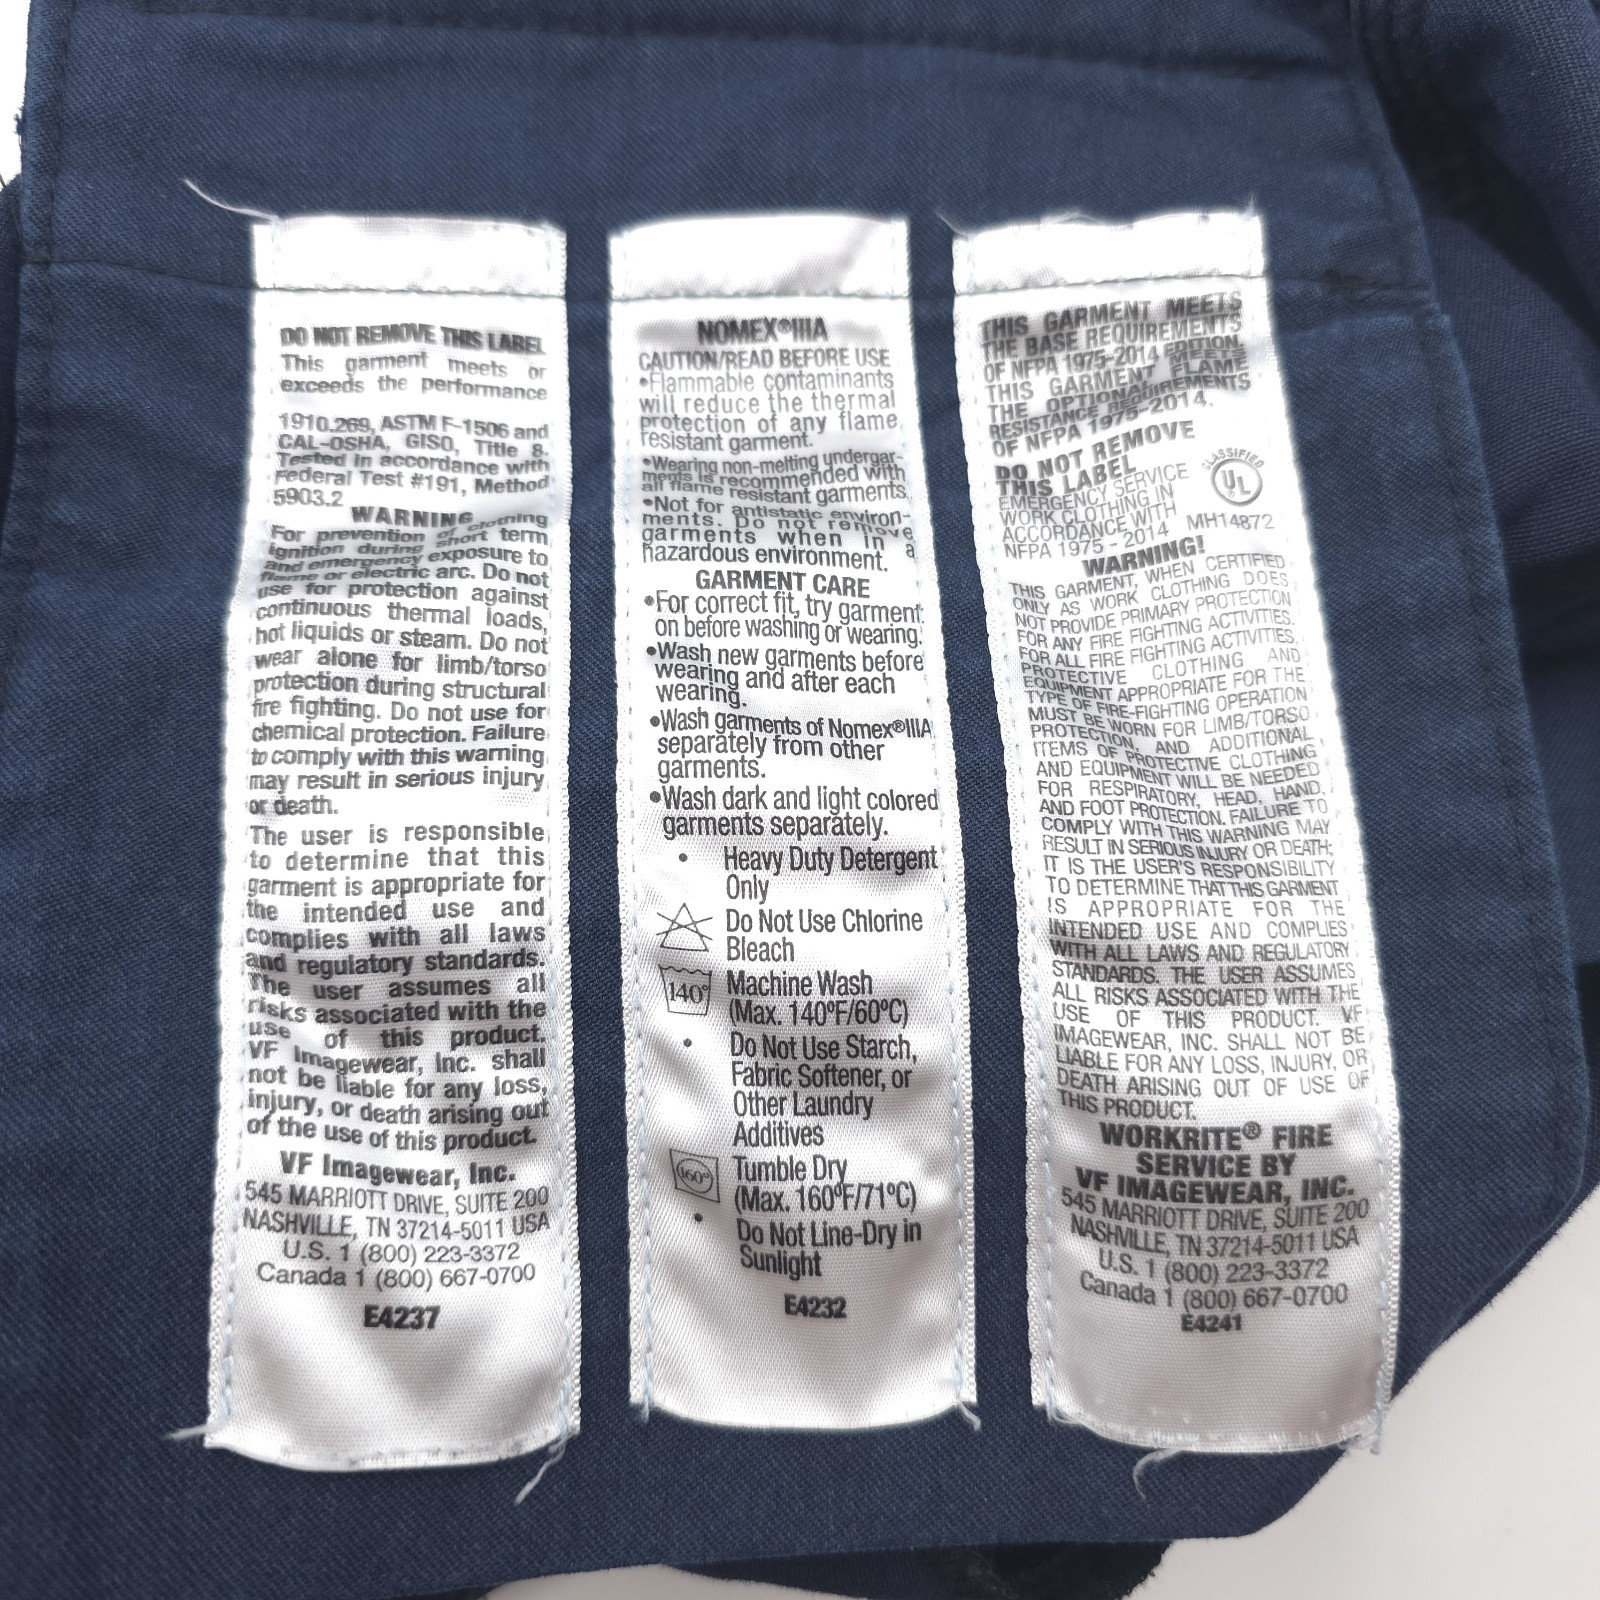 DO NOT REMOVE THIS LABEL
This garment meets or
exceeds the performance
1910.269, ASTM F-1506 and
CAL-OSHA, GISO, Title 8.
Tested in accordance with
Federal Test #191, Method
5903.2
WARNING
For prevention of clothing
ignition during short term
and emergency exposure to
flame or electric arc. Do not
use for protection against
continuous thermal loads,
hot liquids or steam. Do not
wear alone for limb/torso
protection during structural
fire fighting. Do not use for
chemical protection. Failure
to comply with this warning
may result in serious injury
or death.
The user is responsible
to determine that this
garment is appropriate for
the intended use and
complies with all laws
and regulatory standards.
The user assumes all
risks associated with the
use of this product.
VF Imagewear, Inc. shall
not be liable for any loss,
injury, or death arising out
of the use of this product.
VF Imagewear, Inc.
545 MARRIOTT DRIVE, SUITE 200
NASHVILLE, TN 37214-5011 USA
U.S. 1 (800) 223-3372
Canada 1 (800) 667-0700
E4237
NOMEX®IIIA
CAUTION/READ BEFORE USE
•Flammable contaminants
will reduce the thermal
protection of any flame
resistant garment.
•Wearing non-melting undergar-
ments is recommended with
all flame resistant garments
•Not for antistatic environ-
ments. Do not remove
garments when in a
hazardous environment.
GARMENT CARE
•For correct fit, try garment
on before washing or wearing.
•Wash new garments before
wearing and after each
wearing.
•Wash garments of Nomex®IIIA
separately from other
garments.
•Wash dark and light colored
garments separately.
• Heavy Duty Detergent
Only
Do Not Use Chlorine
Bleach
140° Machine Wash
(Max. 140ºF/60ºC)
• Do Not Use Starch,
Fabric Softener, or
Other Laundry
Additives
160° Tumble Dry
(Max. 160ºF/71ºC)
• Do Not Line-Dry in
Sunlight
E4232
THIS GARMENT MEETS
THE BASE REQUIREMENTS
OF NFPA 1975-2014 EDITION.
THIS GARMENT MEETS
THE OPTIONAL FLAME
RESISTANCE REQUIREMENTS
OF NFPA 1975-2014.
DO NOT REMOVE
THIS LABEL
EMERGENCY SERVICE
WORK CLOTHING IN
ACCORDANCE WITH
NFPA 1975 - 2014
CLASSIFIED
UL
MH14872
WARNING!
THIS GARMENT, WHEN CERTIFIED
ONLY AS WORK CLOTHING DOES
NOT PROVIDE PRIMARY PROTECTION
FOR ANY FIRE FIGHTING ACTIVITIES.
FOR ALL FIRE FIGHTING ACTIVITIES,
PROTECTIVE CLOTHING AND
EQUIPMENT APPROPRIATE FOR THE
TYPE OF FIRE-FIGHTING OPERATION
MUST BE WORN FOR LIMB/TORSO
PROTECTION, AND ADDITIONAL
ITEMS OF PROTECTIVE CLOTHING
AND EQUIPMENT WILL BE NEEDED
FOR RESPIRATORY, HEAD, HAND,
AND FOOT PROTECTION. FAILURE TO
COMPLY WITH THIS WARNING MAY
RESULT IN SERIOUS INJURY OR DEATH;
IT IS THE USER'S RESPONSIBILITY
TO DETERMINE THAT THIS GARMENT
IS APPROPRIATE FOR THE
INTENDED USE AND COMPLIES
WITH ALL LAWS AND REGULATORY
STANDARDS. THE USER ASSUMES
ALL RISKS ASSOCIATED WITH THE
USE OF THIS PRODUCT. VF
IMAGEWEAR, INC. SHALL NOT BE
LIABLE FOR ANY LOSS, INJURY, OR
DEATH ARISING OUT OF USE OF
THIS PRODUCT.
WORKRITE® FIRE
SERVICE BY
VF IMAGEWEAR, INC.
545 MARRIOTT DRIVE, SUITE 200
NASHVILLE, TN 37214-5011 USA
U.S. 1 (800) 223-3372
Canada 1 (800) 667-0700
E4241